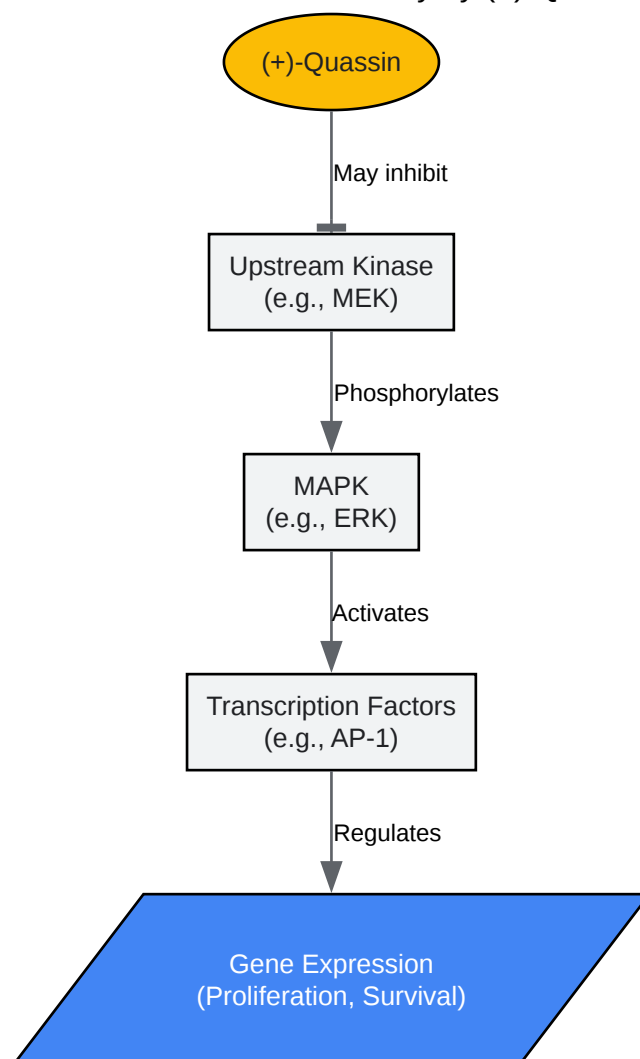 (+)-Quassin
May inhibit
Upstream Kinase
(e.g., MEK)
Phosphorylates
MAPK
(e.g., ERK)
Activates
Transcription Factors
(e.g., AP-1)
Regulates
Gene Expression
(Proliferation, Survival)